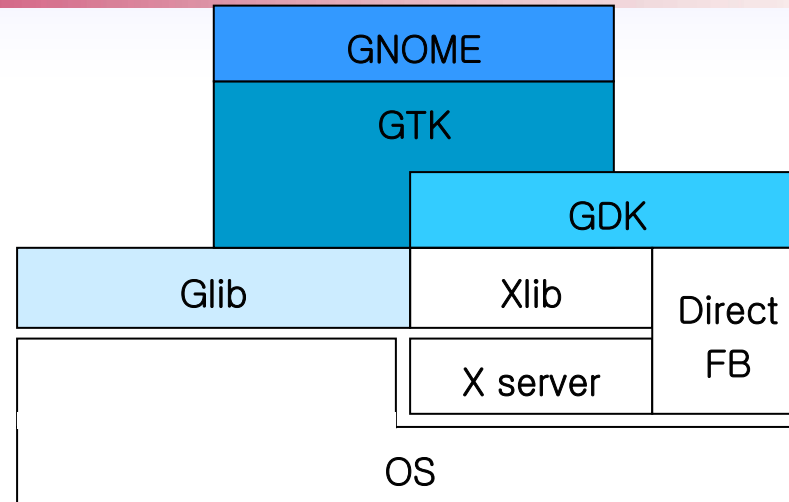 GNOME
GTK
GDK
Glib
Xlib
Direct
FB
X server
OS